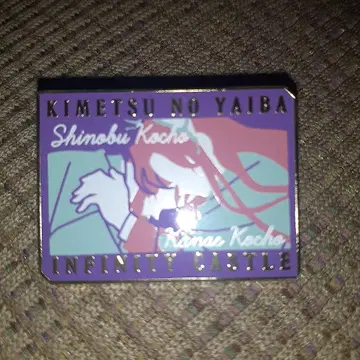 KIMETSU NO YAIBA
Shinobu Kocho
Kanae Kocho
INFINITY CASTLE